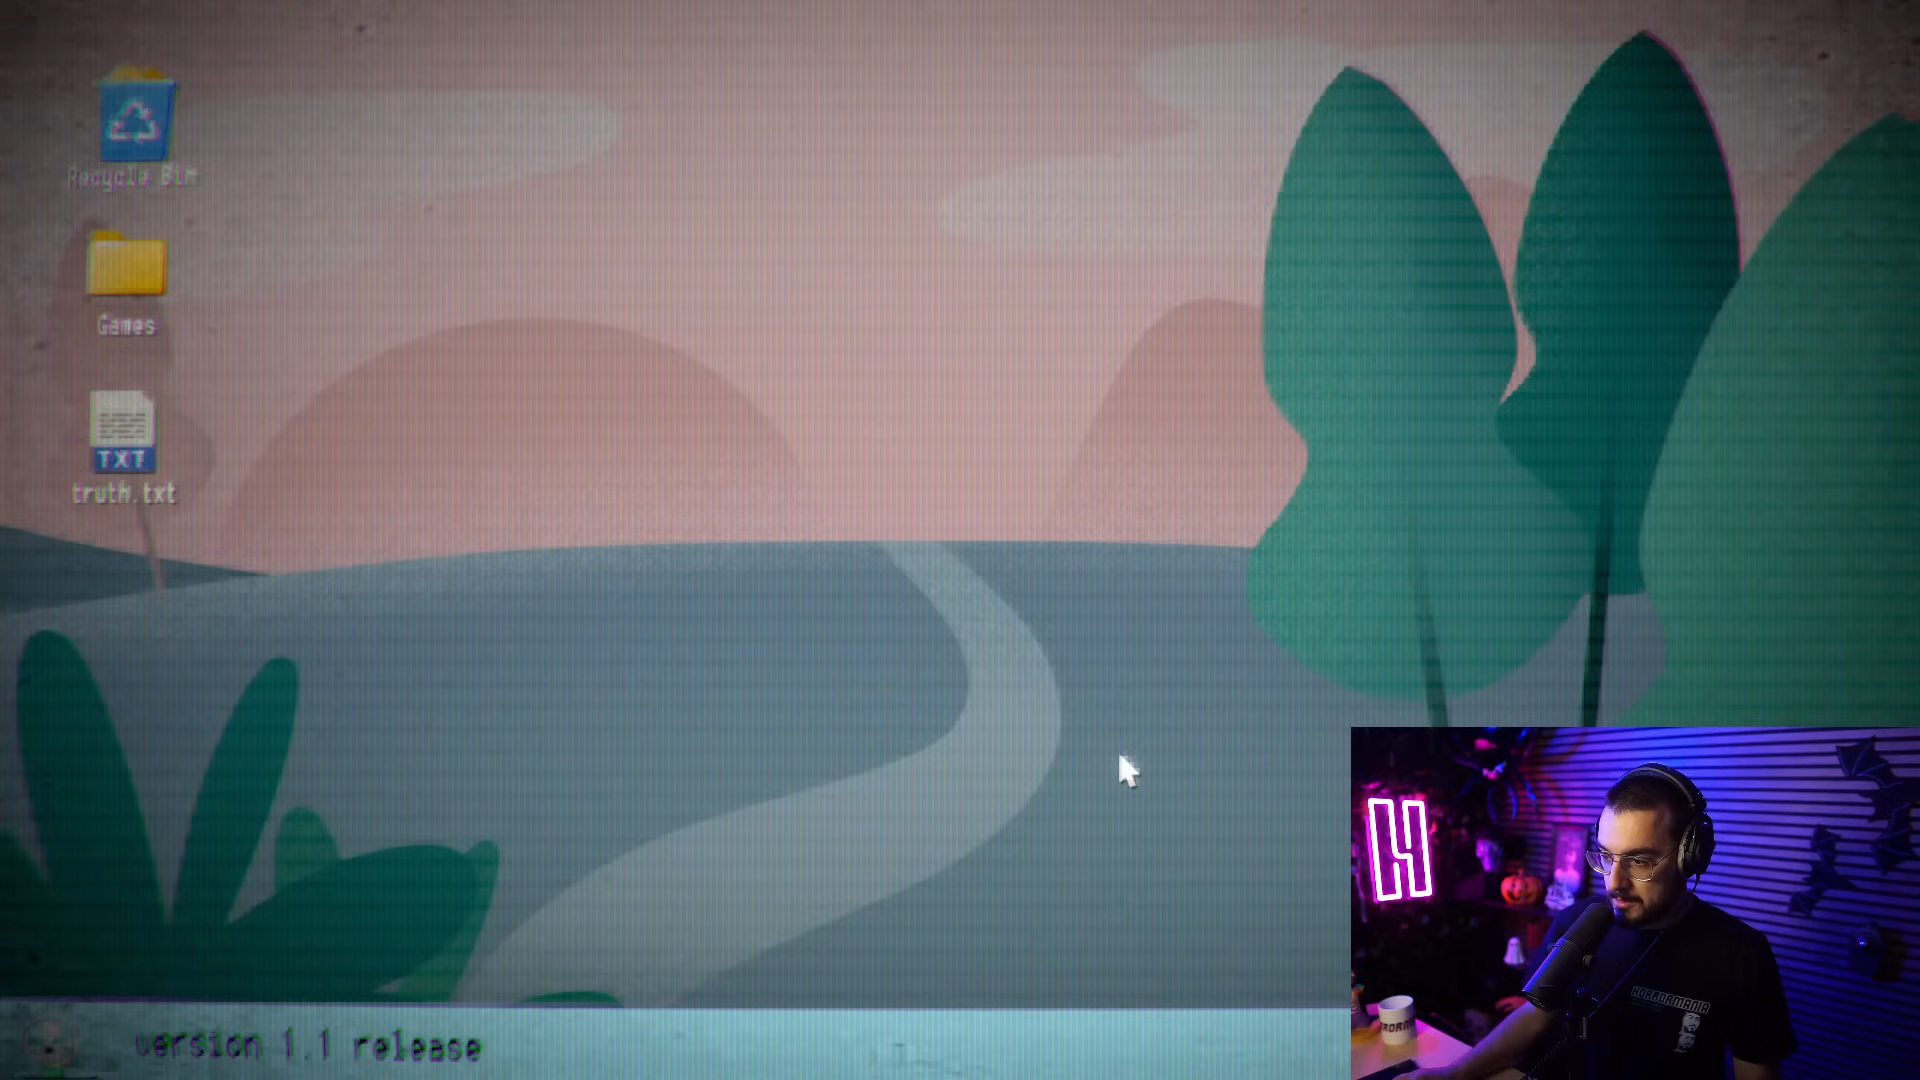 Recycle Bin
Games
TXT
truth.txt
version 1.1 release
HORRORMANIA